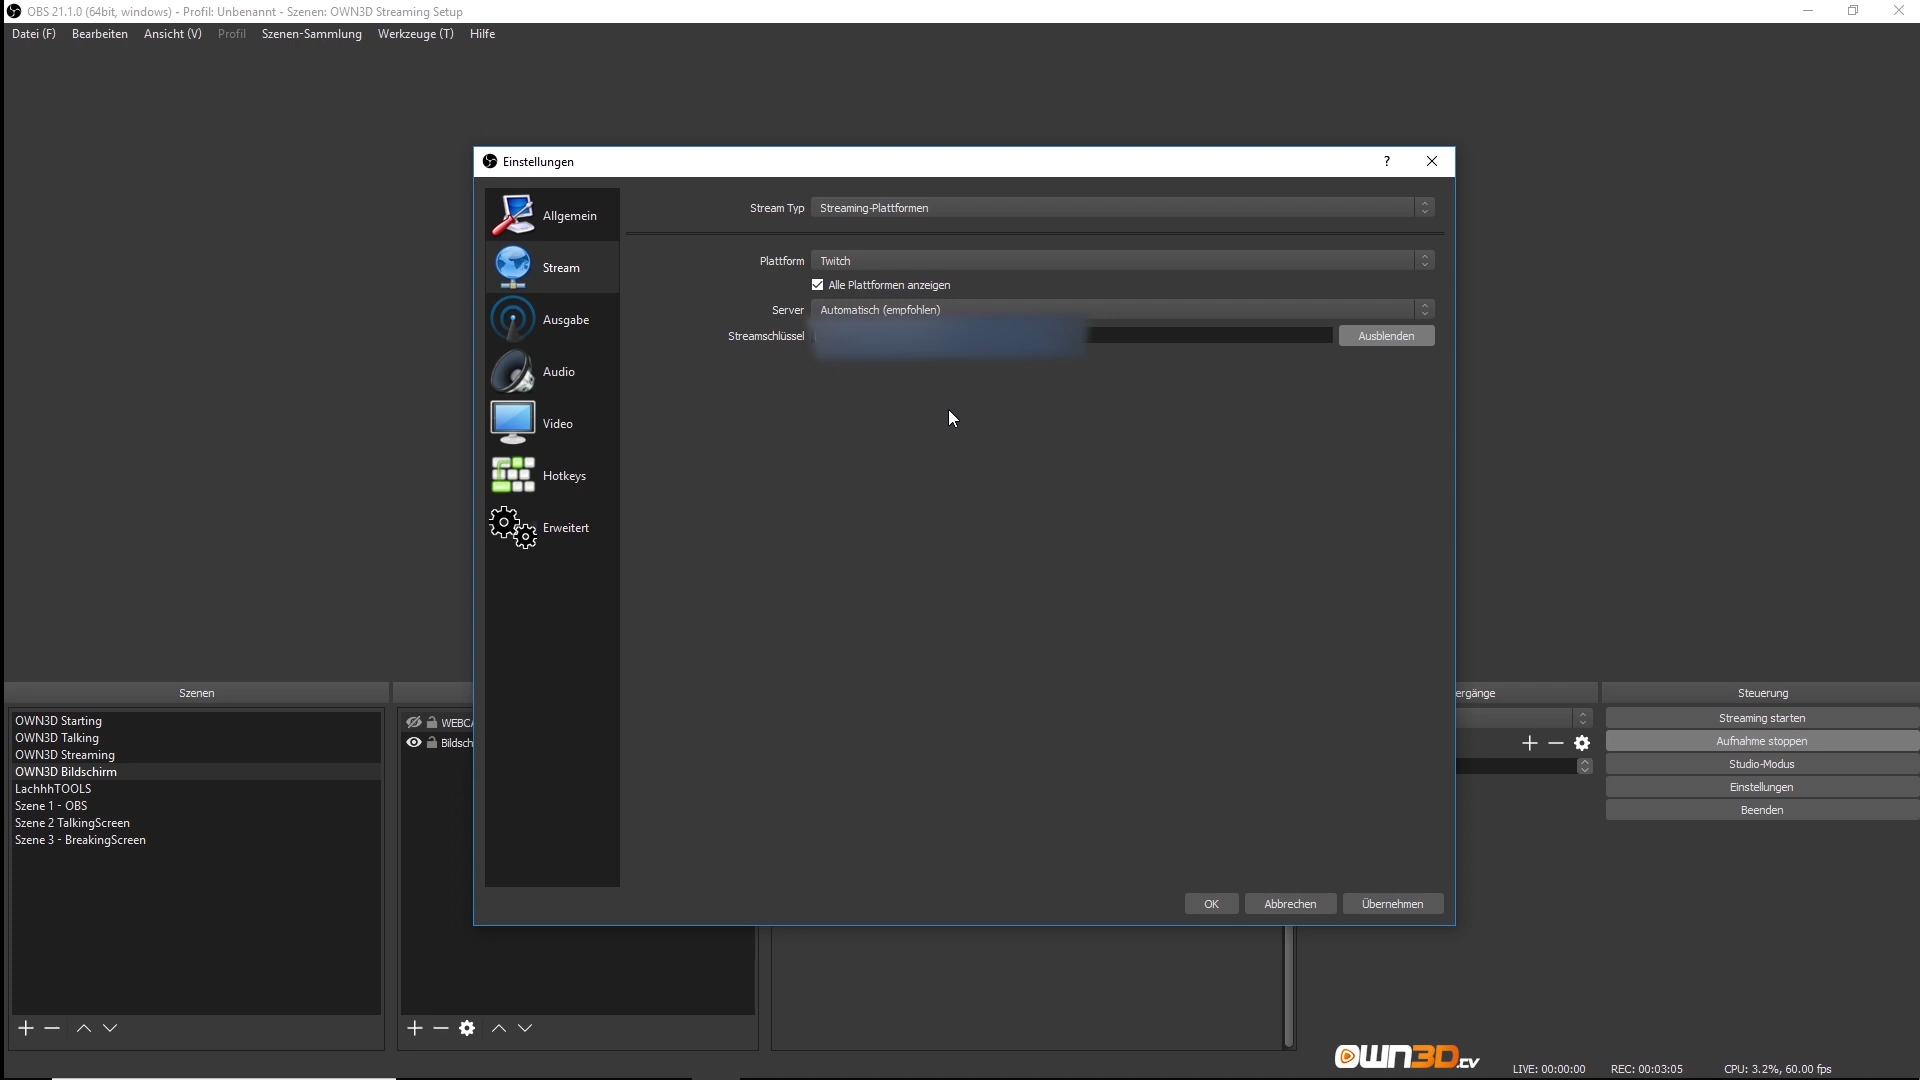 OBS 21.1.0 (64bit, windows) - Profil: Unbenannt - Szenen: OWN3D Streaming Setup
Datei (F) Bearbeiten Ansicht (V) Profil Szenen-Sammlung Werkzeuge (T) Hilfe
Einstellungen ?
Allgemein
Stream
Ausgabe
Audio
Video
Hotkeys
Erweitert
Stream Typ Streaming-Plattformen
Plattform Twitch
Alle Plattformen anzeigen
Server Automatisch (empfohlen)
Streamschlüssel Ausblenden
OK Abbrechen Übernehmen
Szenen
OWN3D Starting
OWN3D Talking
OWN3D Streaming
OWN3D Bildschirm
LachhhTOOLS
Szene 1 - OBS
Szene 2 TalkingScreen
Szene 3 - BreakingScreen
WEBCA
Bildsch
ergänge
Steuerung
Streaming starten
Aufnahme stoppen
Studio-Modus
Einstellungen
Beenden
OWN3D.TV
LIVE: 00:00:00 REC: 00:03:05 CPU: 3.2%, 60.00 fps